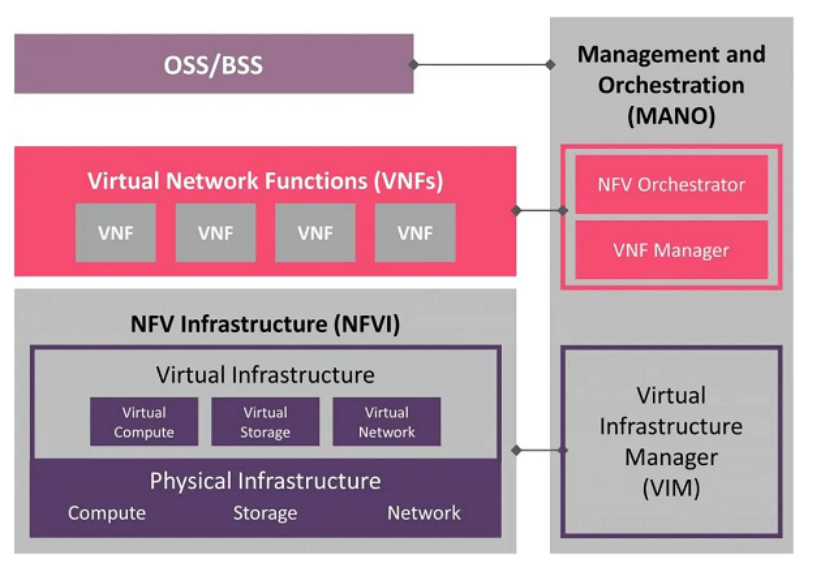 OSS/BSS
Management and
Orchestration
(MANO)
Virtual Network Functions (VNFs)
VNF
VNF
VNF
VNF
NFV Orchestrator
VNF Manager
NFV Infrastructure (NFVI)
Virtual Infrastructure
Virtual
Compute
Virtual
Storage
Virtual
Network
Physical Infrastructure
Compute
Storage
Network
Virtual
Infrastructure
Manager
(VIM)